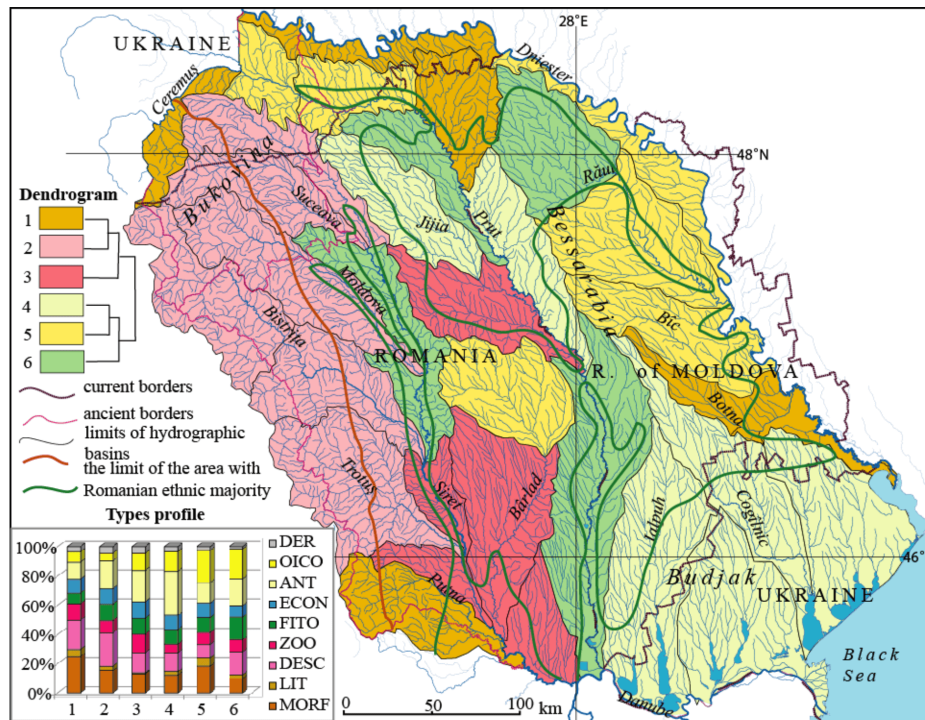 28°E
UKRAINE
Dniester
Ceremuş
48°N
Bukovina
Răut
Dendrogram
1
2
3
4
5
6
Suceava
Jijia
Prut
Bessarabia
Moldova
Bîc
Bistrița
ROMANIA
R. of MOLDOVA
current borders
Botna
ancient borders
limits of hydrographic
basins
the limit of the area with
Romanian ethnic majority
Trotuş
Siret
Bârlad
Ialpuh
Cogîlnic
Types profile
46°
100%
80%
60%
40%
20%
0%
1 2 3 4 5 6
DER
OICO
ANT
ECON
FITO
ZOO
DESC
LIT
MORF
Putna
Budjak
UKRAINE
Black
Sea
Danube
0 50 100 km